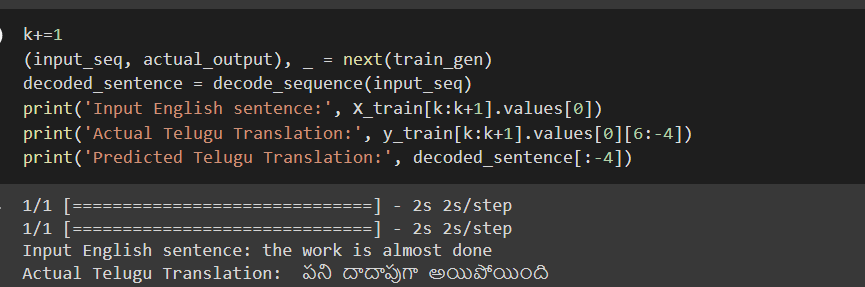 k+=1
(input_seq, actual_output), _ = next(train_gen)
decoded_sentence = decode_sequence(input_seq)
print('Input English sentence:', X_train[k:k+1].values[0])
print('Actual Telugu Translation:', y_train[k:k+1].values[0][6:-4])
print('Predicted Telugu Translation:', decoded_sentence[:-4])
1/1 [==============================] - 2s 2s/step
1/1 [==============================] - 2s 2s/step
Input English sentence: the work is almost done
Actual Telugu Translation:  పని దాదాపుగా అయిపోయింది